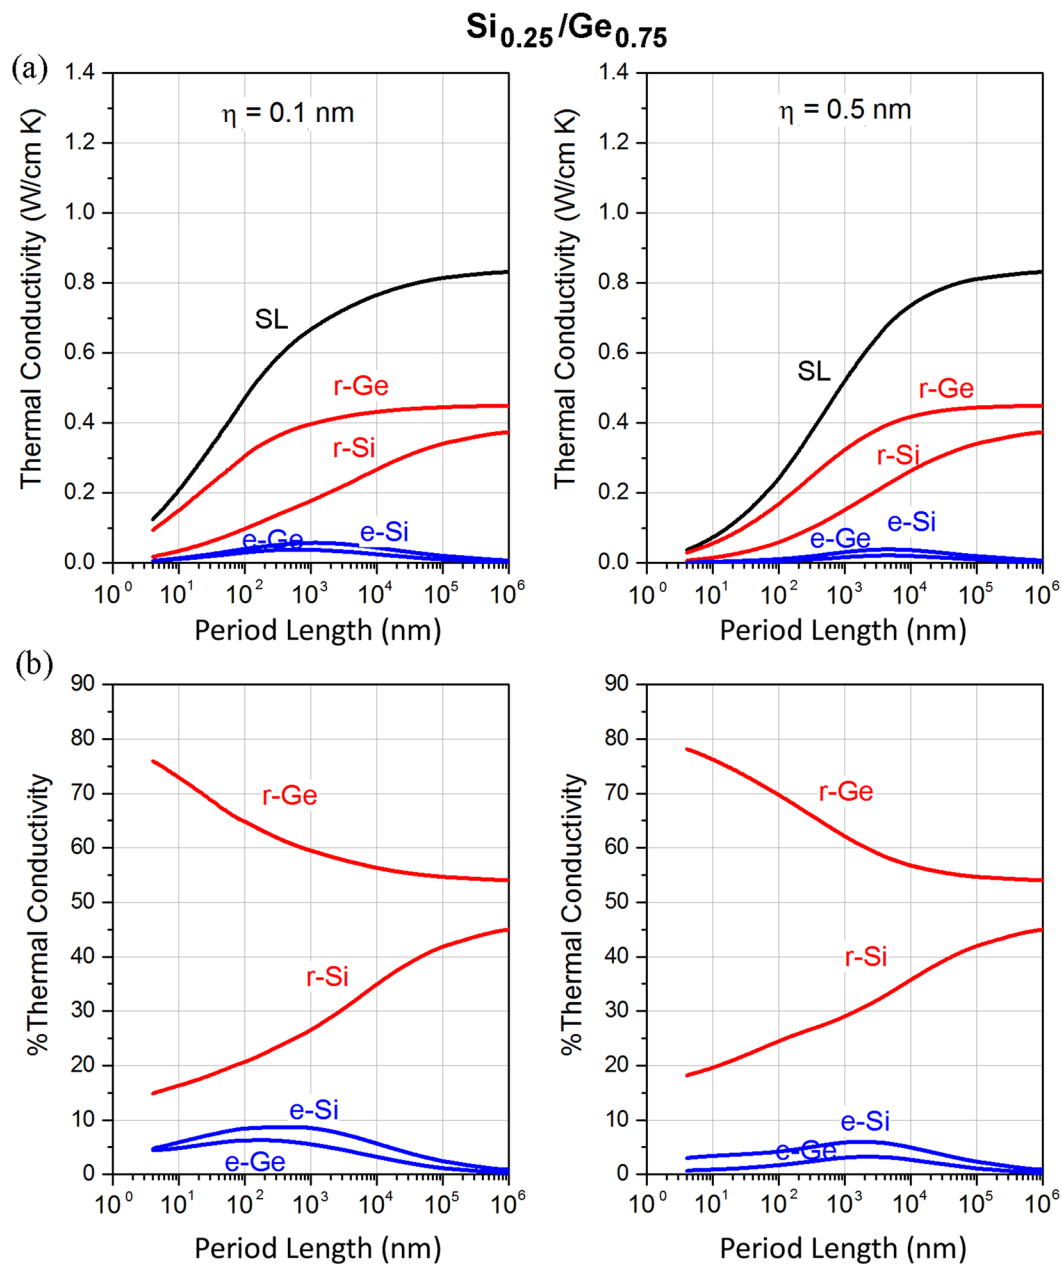 Si0.25/Ge0.75
(a)
Thermal Conductivity (W/cm K)
1.4
1.2
1.0
0.8
0.6
0.4
0.2
0.0
η = 0.1 nm
SL
r-Ge
r-Si
e-Ge
e-Si
10^0 10^1 10^2 10^3 10^4 10^5 10^6
Period Length (nm)
Thermal Conductivity (W/cm K)
1.4
1.2
1.0
0.8
0.6
0.4
0.2
0.0
η = 0.5 nm
SL
r-Ge
r-Si
e-Si
e-Ge
10^0 10^1 10^2 10^3 10^4 10^5 10^6
Period Length (nm)
(b)
%Thermal Conductivity
90
80
70
60
50
40
30
20
10
0
r-Ge
r-Si
e-Si
e-Ge
10^0 10^1 10^2 10^3 10^4 10^5 10^6
Period Length (nm)
%Thermal Conductivity
90
80
70
60
50
40
30
20
10
0
r-Ge
r-Si
e-Si
e-Ge
10^0 10^1 10^2 10^3 10^4 10^5 10^6
Period Length (nm)